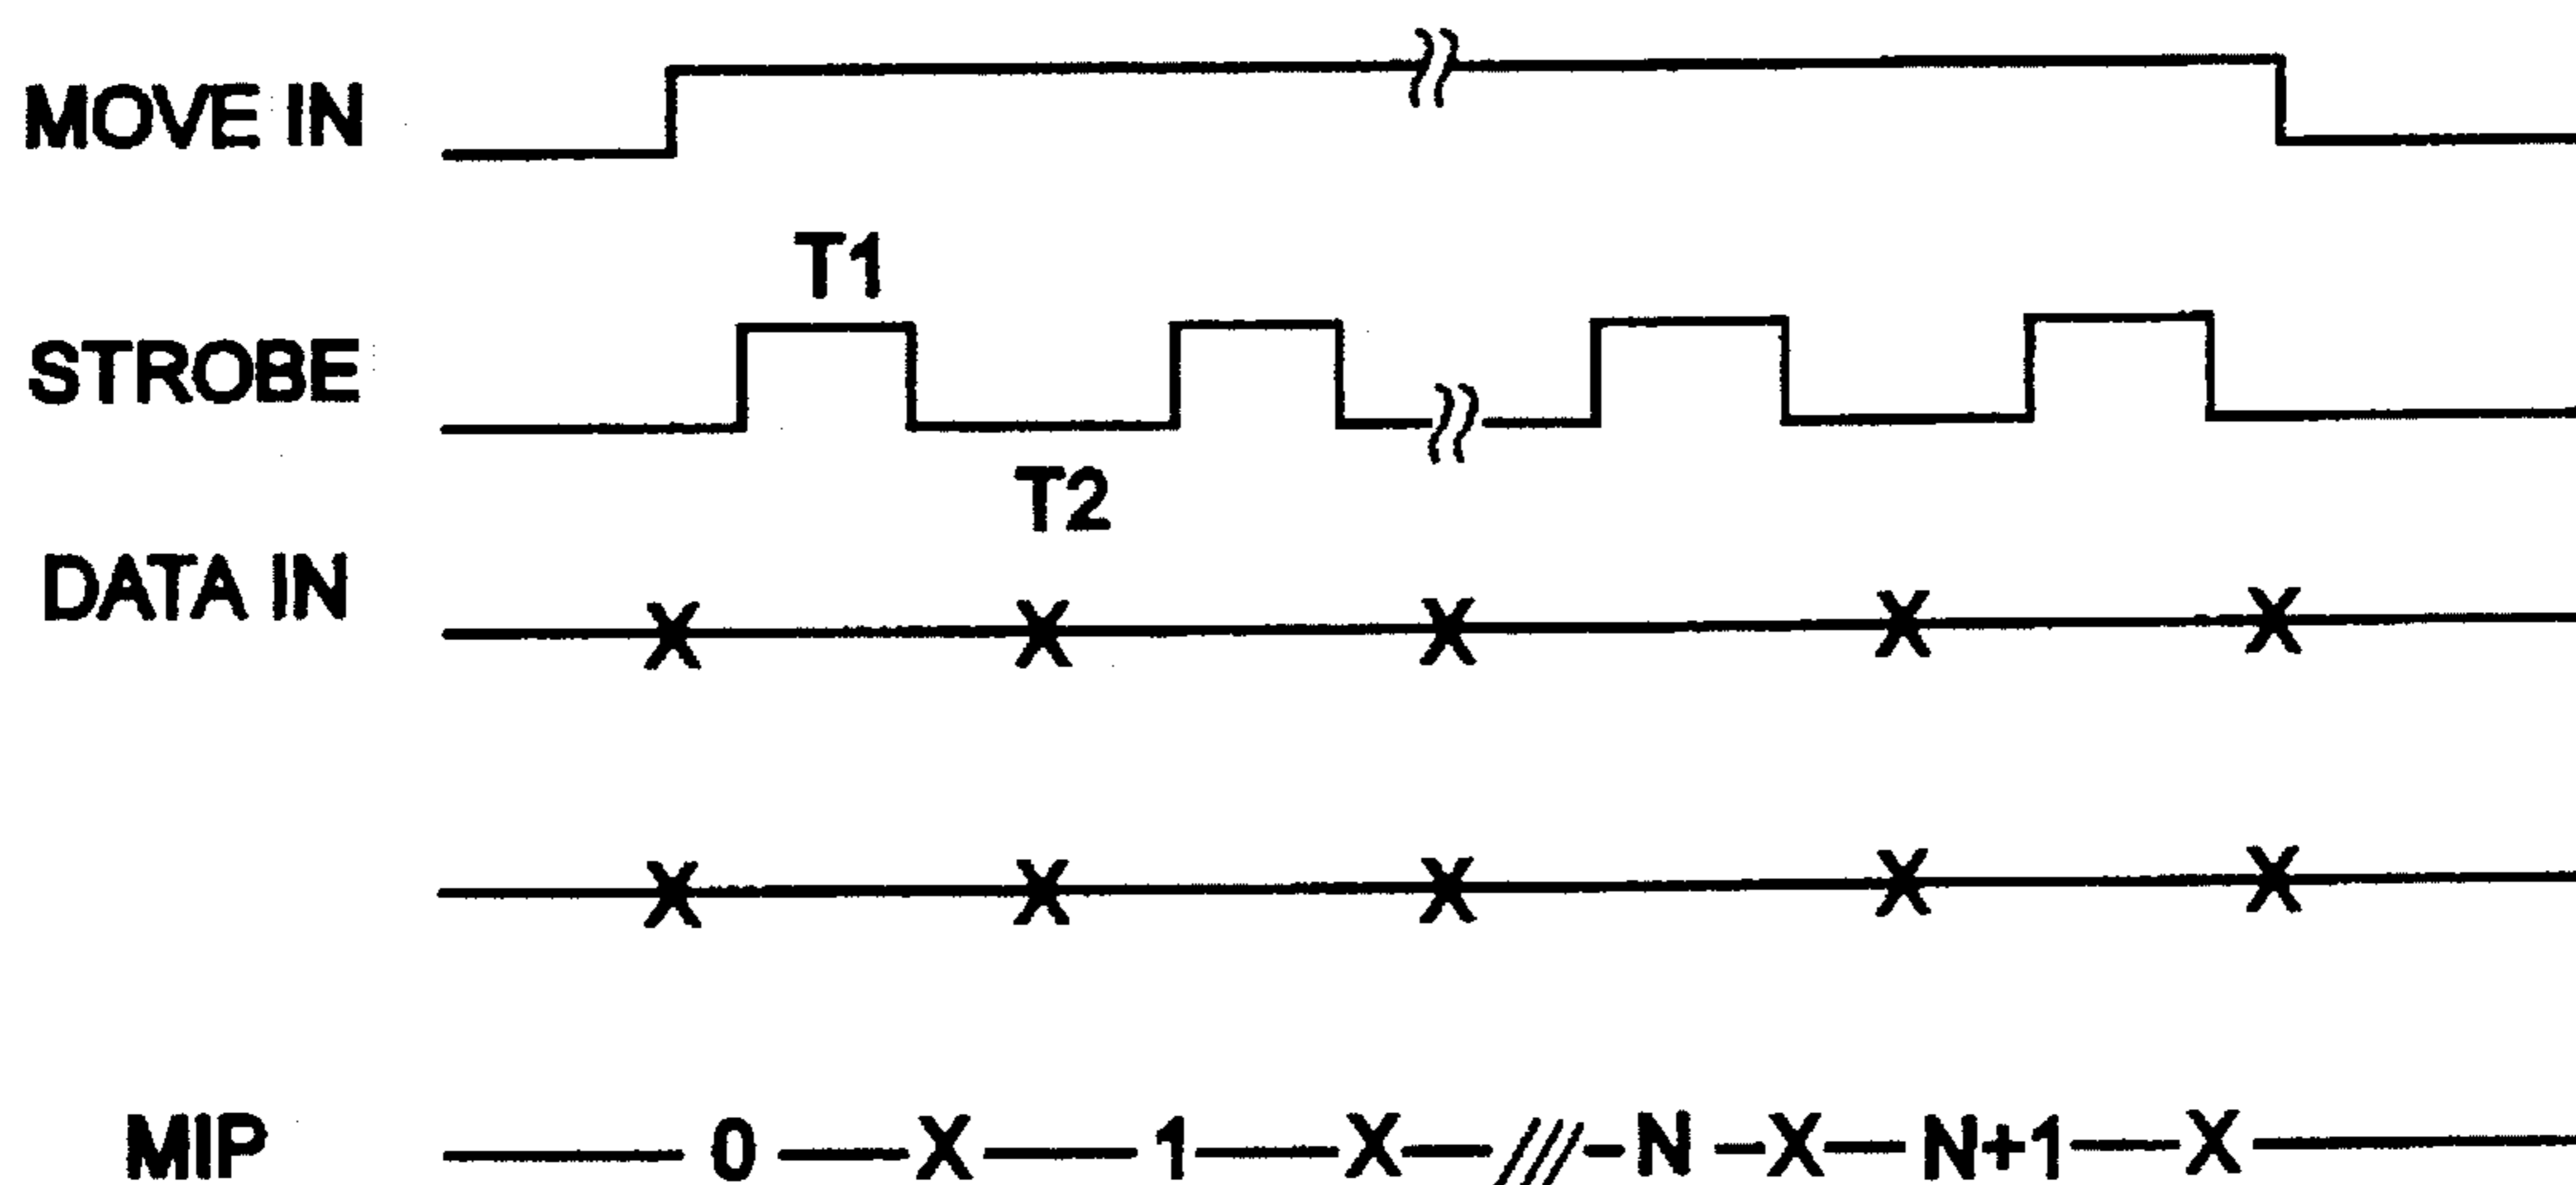 MOVE IN
T1
STROBE
T2
DATA IN
X X X X X
X X X X X
MIP 0 X 1 X N X N+1 X